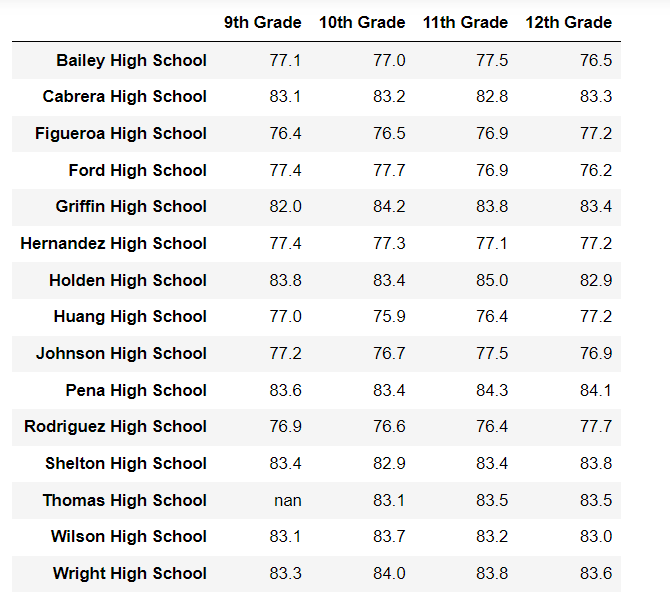 9th Grade 10th Grade 11th Grade 12th Grade
Bailey High School 77.1 77.0 77.5 76.5
Cabrera High School 83.1 83.2 82.8 83.3
Figueroa High School 76.4 76.5 76.9 77.2
Ford High School 77.4 77.7 76.9 76.2
Griffin High School 82.0 84.2 83.8 83.4
Hernandez High School 77.4 77.3 77.1 77.2
Holden High School 83.8 83.4 85.0 82.9
Huang High School 77.0 75.9 76.4 77.2
Johnson High School 77.2 76.7 77.5 76.9
Pena High School 83.6 83.4 84.3 84.1
Rodriguez High School 76.9 76.6 76.4 77.7
Shelton High School 83.4 82.9 83.4 83.8
Thomas High School nan 83.1 83.5 83.5
Wilson High School 83.1 83.7 83.2 83.0
Wright High School 83.3 84.0 83.8 83.6